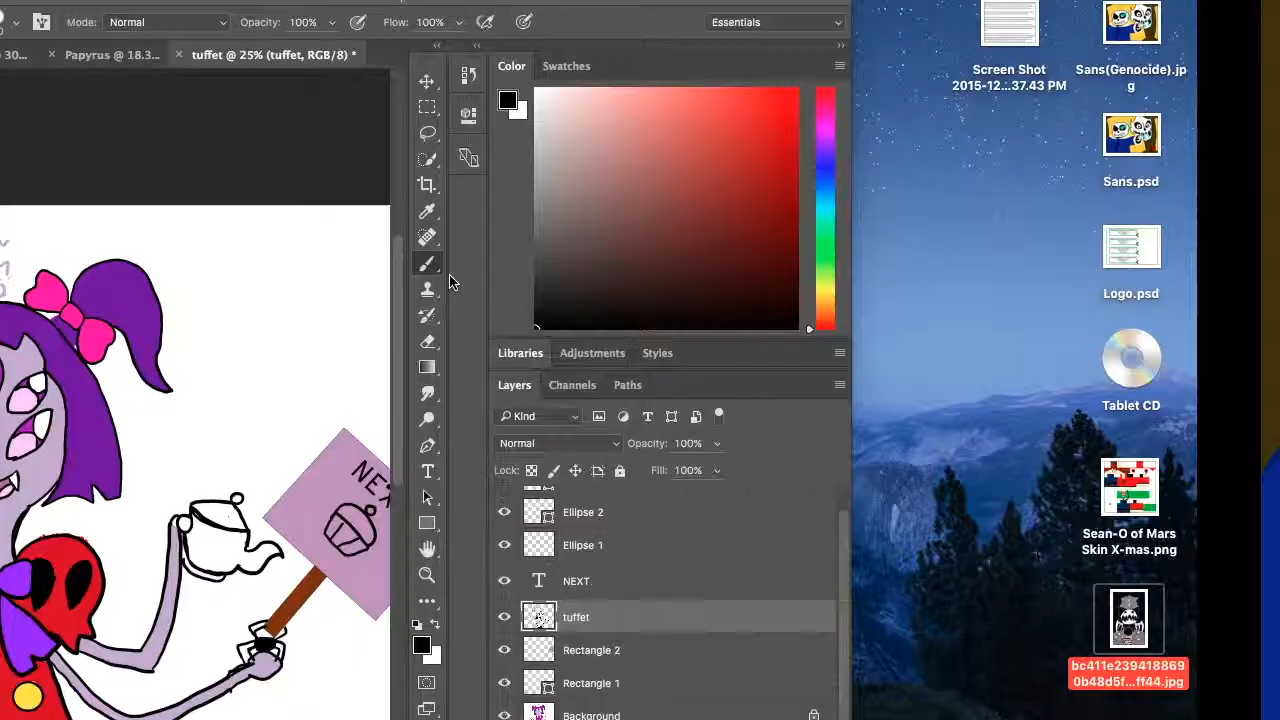 Mode: Normal Opacity: 100% Flow: 100% Essentials
30... Papyrus @ 18.3... tuffet @ 25% (tuffet, RGB/8) *
Color Swatches
NEX
Libraries Adjustments Styles
Layers Channels Paths
Kind
Normal Opacity: 100%
Lock: Fill: 100%
Ellipse 2
Ellipse 1
NEXT
tuffet
Rectangle 2
Rectangle 1
Background
Screen Shot
2015-12...37.43 PM
Sans(Genocide).jp
g
Sans.psd
Logo.psd
Tablet CD
Sean-O of Mars
Skin X-mas.png
bc411e239418869
0b48d5f...ff44.jpg